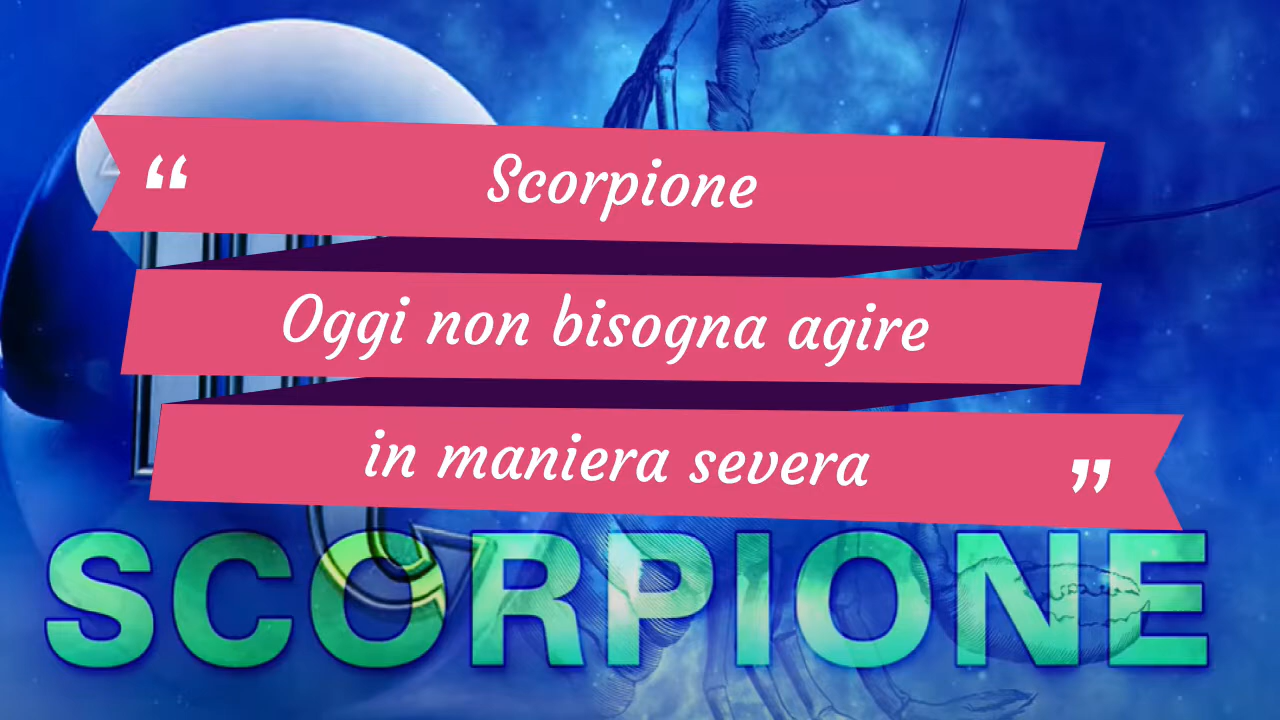 “ Scorpione
Oggi non bisogna agire
in maniera severa ”
SCORPIONE